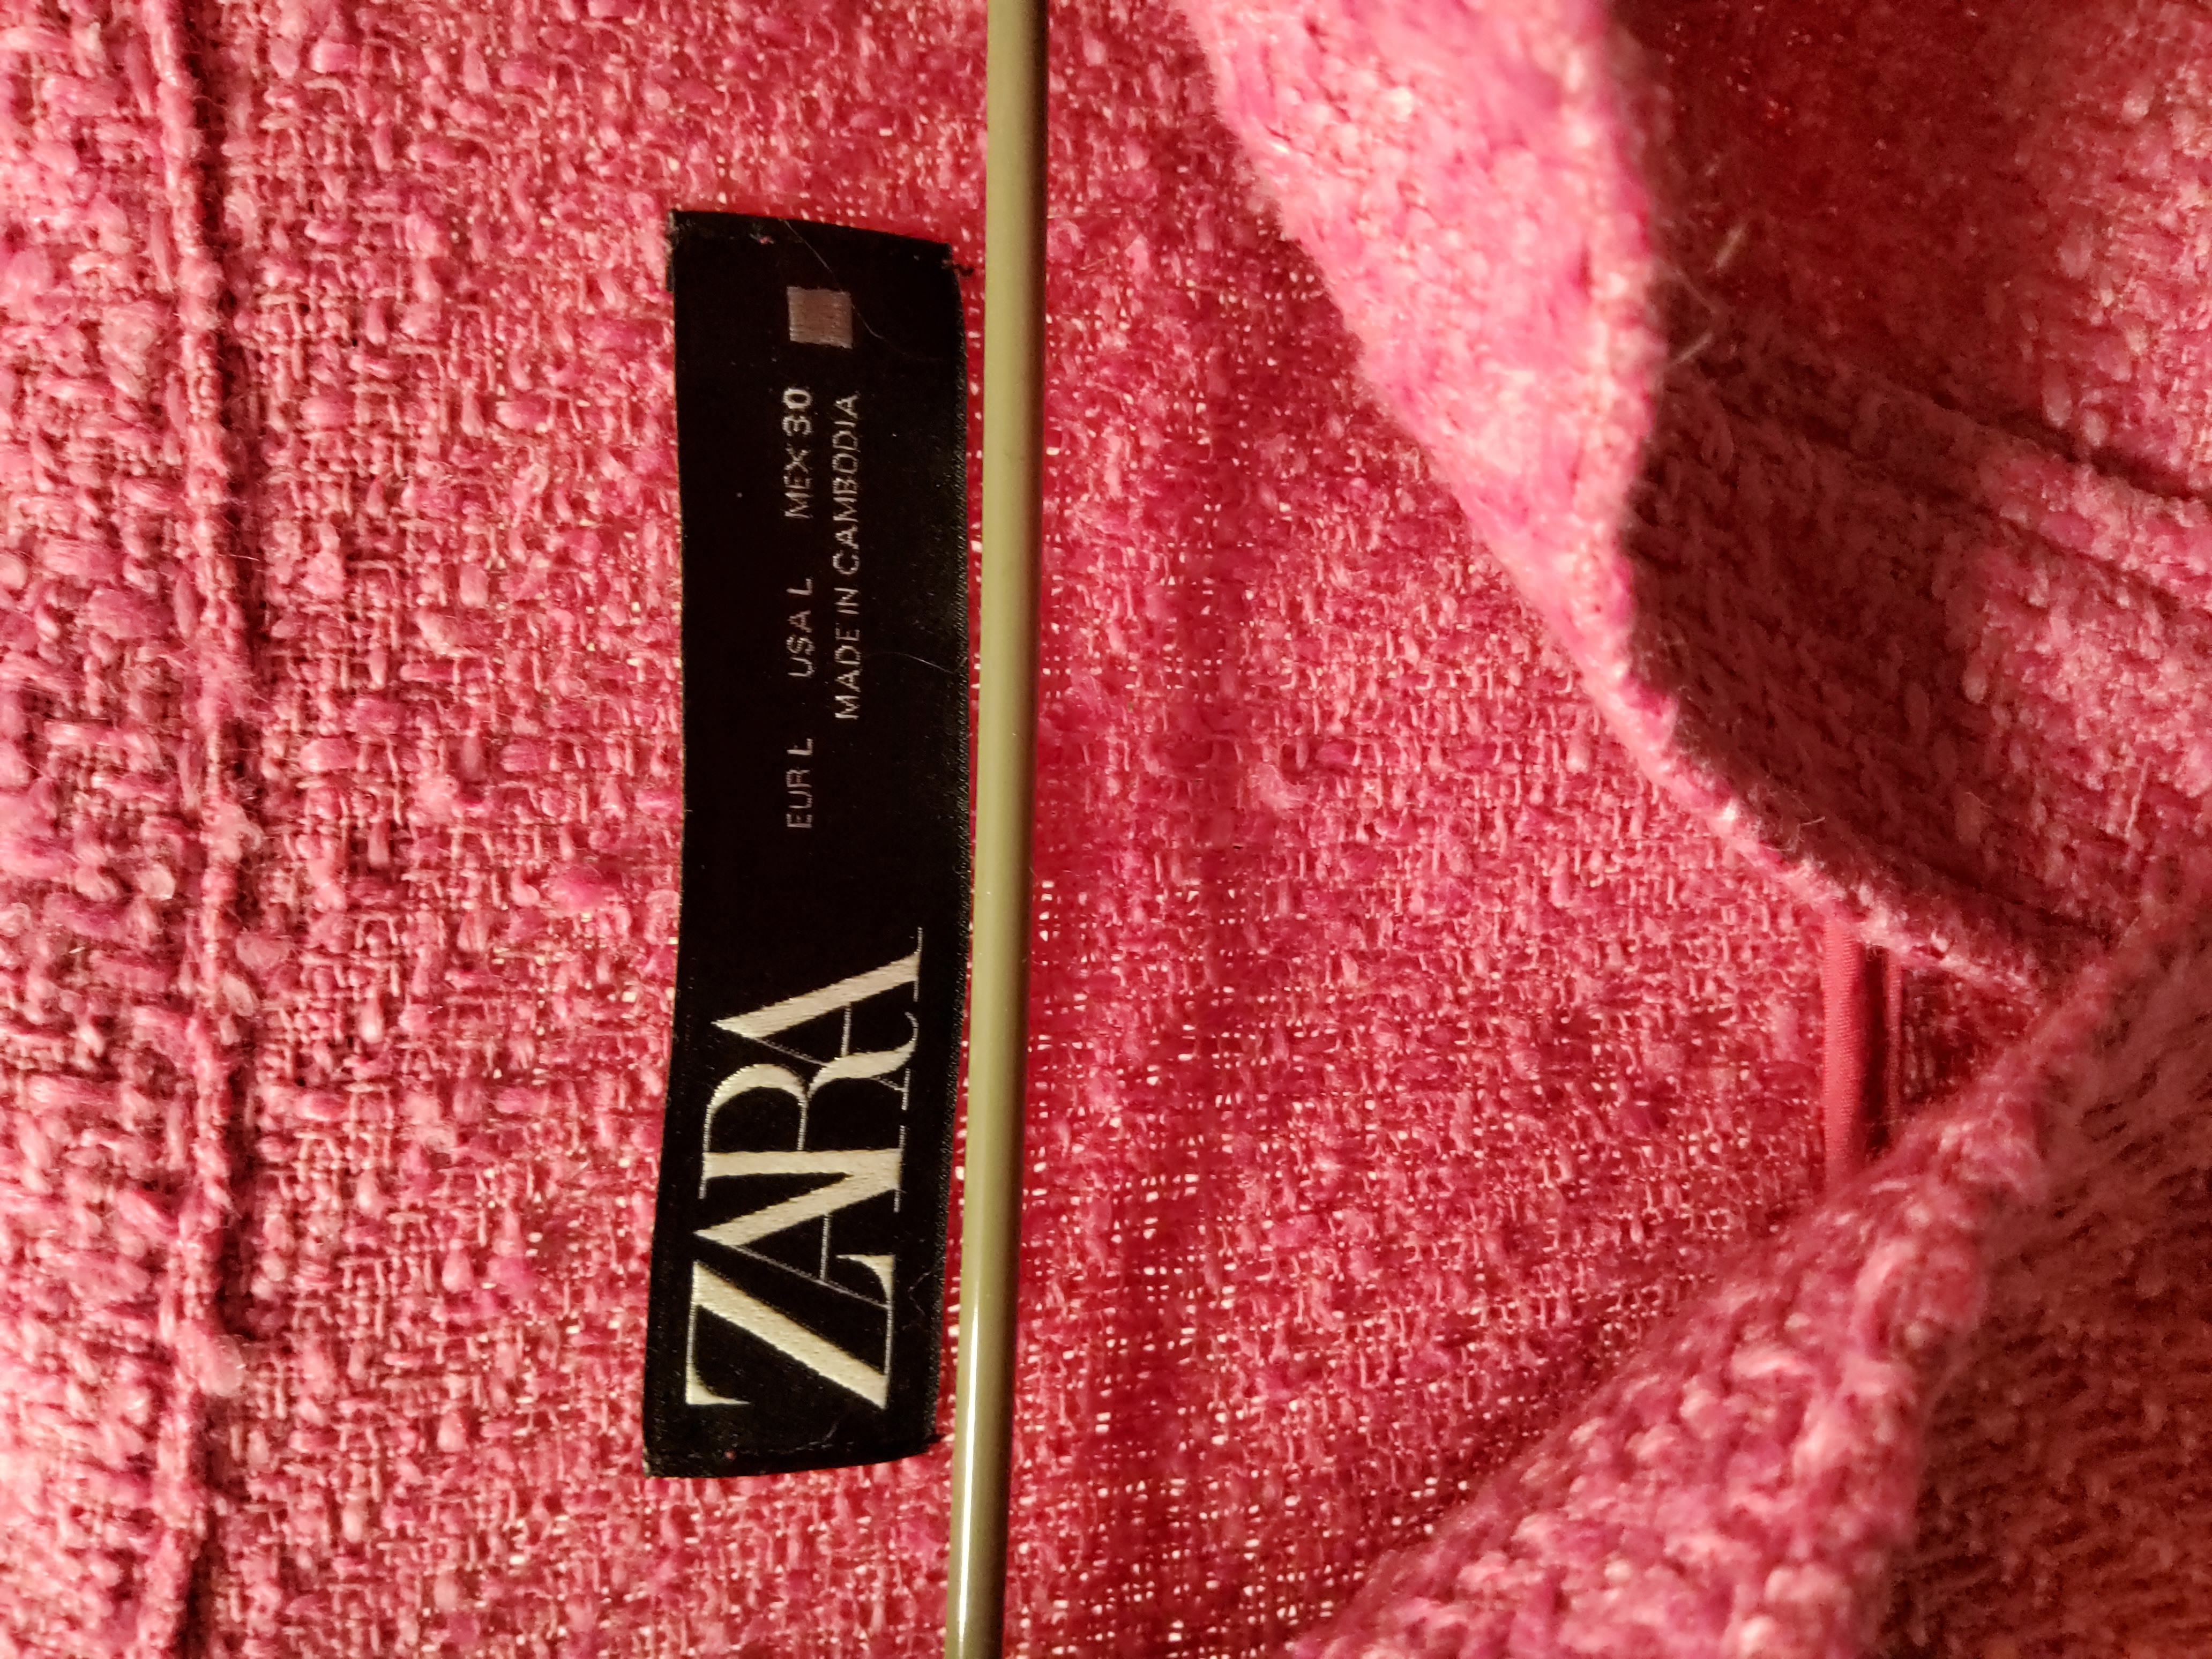 ZARA
EUR L USA L MEX 30
MADE IN CAMBODIA